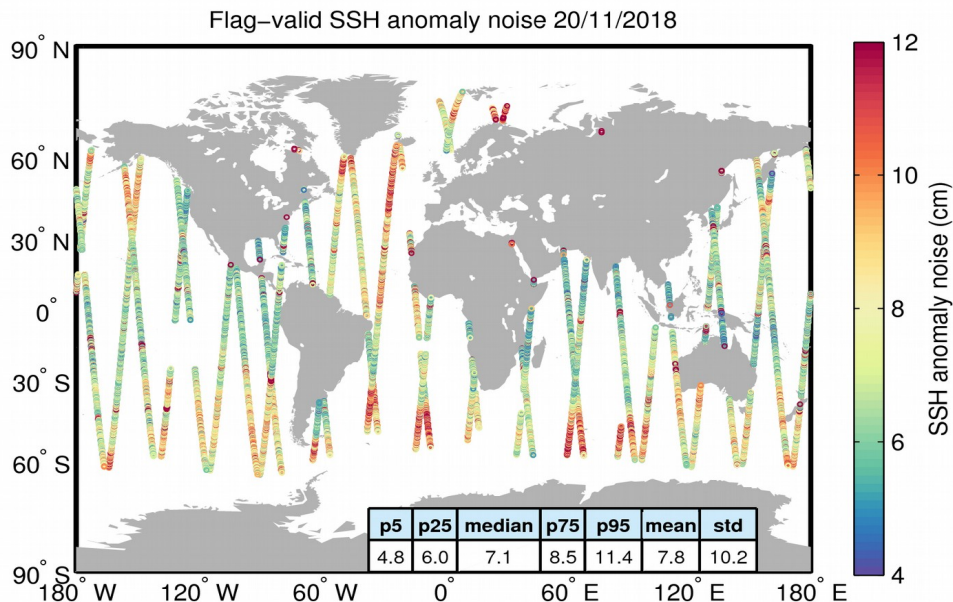 Flag-valid SSH anomaly noise 20/11/2018
90° N
60° N
30° N
0°
30° S
60° S
90° S
180° W
120° W
60° W
0°
60° E
120° E
180° E
p5 p25 median p75 p95 mean std
4.8 6.0 7.1 8.5 11.4 7.8 10.2
12
10
8
6
4
SSH anomaly noise (cm)